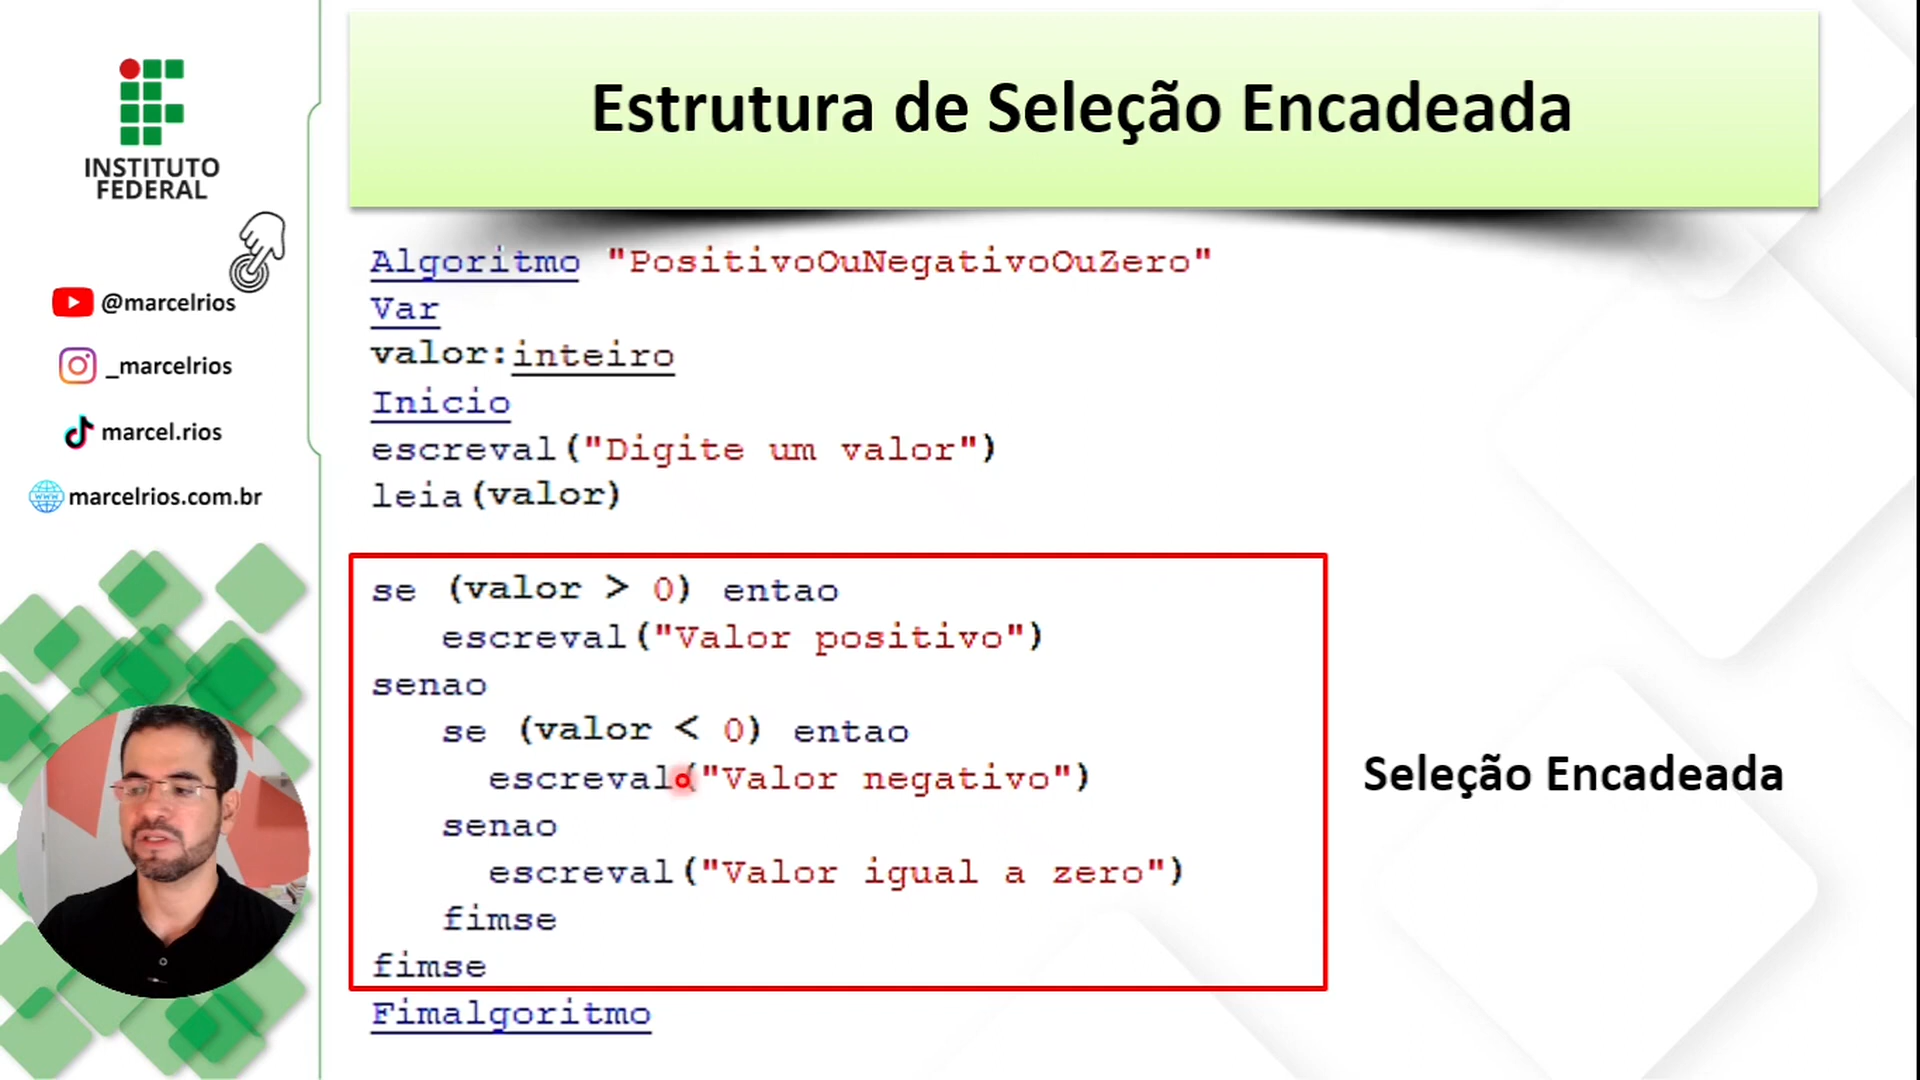 INSTITUTO
FEDERAL
@marcelrios
_marcelrios
marcel.rios
marcelrios.com.br
Estrutura de Seleção Encadeada
Algoritmo "PositivoOuNegativoOuZero"
Var
valor:inteiro
Inicio
escreval("Digite um valor")
leia(valor)
se (valor > 0) entao
escreval("Valor positivo")
senao
se (valor < 0) entao
escreval("Valor negativo")
senao
escreval("Valor igual a zero")
fimse
fimse
Fimalgoritmo
Seleção Encadeada